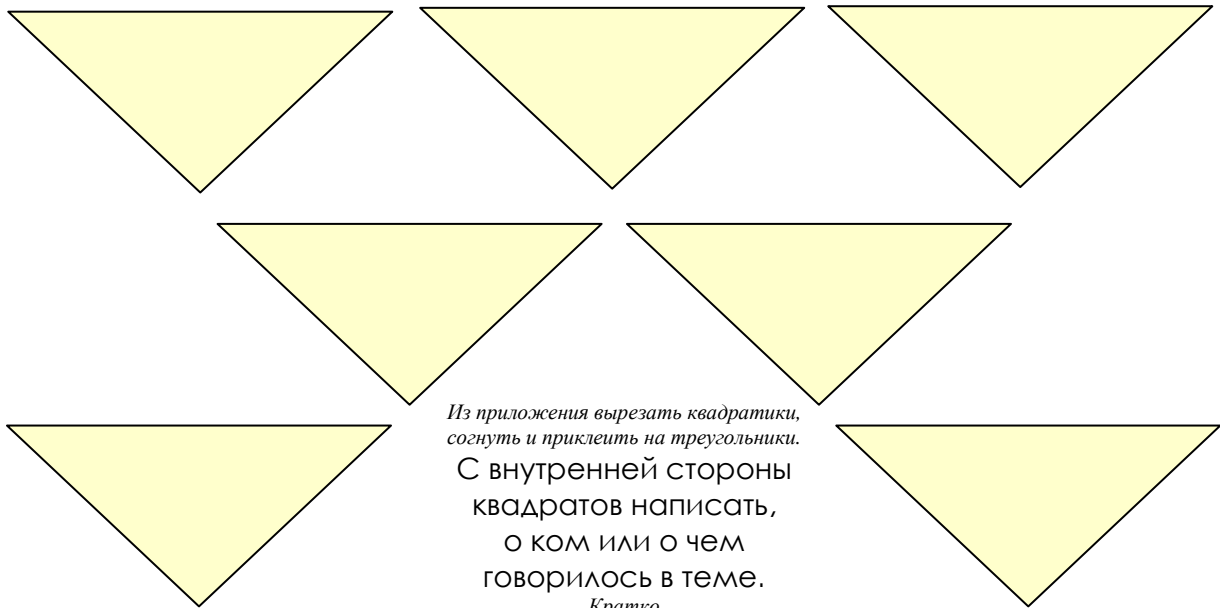 Из приложения вырезать квадратики,
согнуть и приклеить на треугольники.
С внутренней стороны
квадратов написать,
о ком или о чем
говорилось в теме.
Кратко